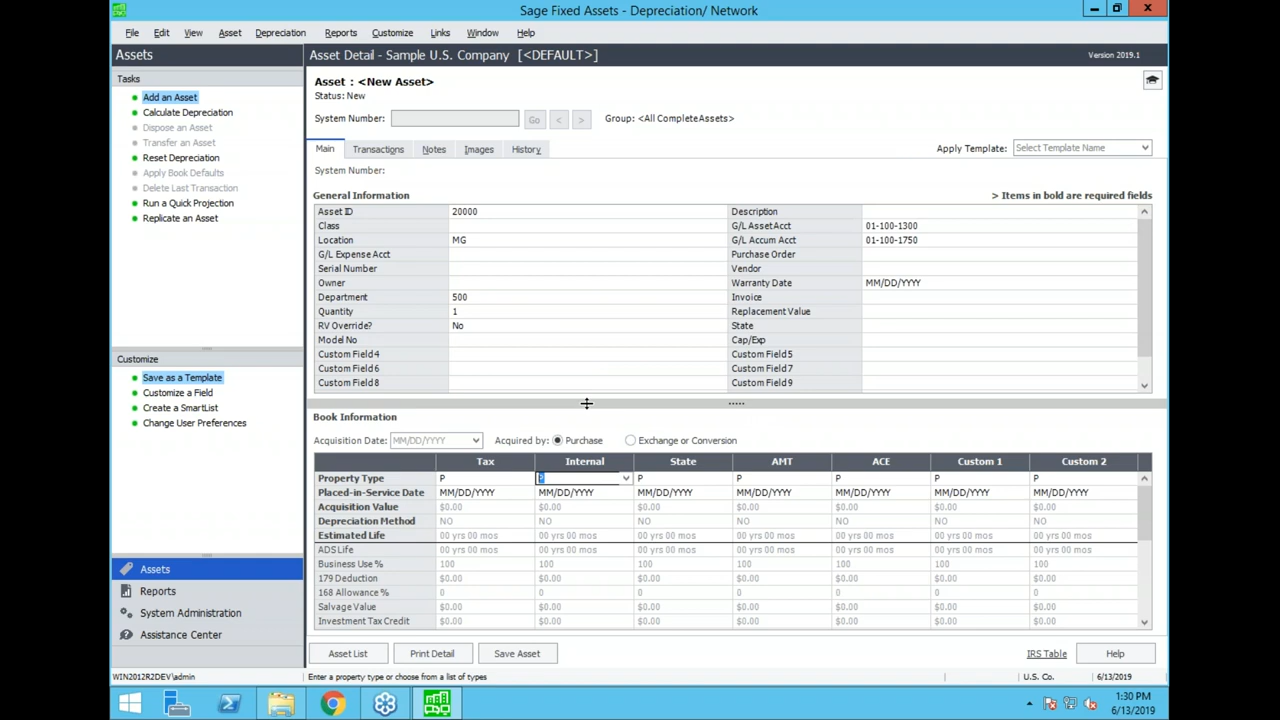 Sage Fixed Assets - Depreciation/ Network
File Edit View Asset Depreciation Reports Customize Links Window Help
Assets
Asset Detail - Sample U.S. Company [<DEFAULT>]
Version 2019.1
Tasks
Add an Asset
Calculate Depreciation
Dispose an Asset
Transfer an Asset
Reset Depreciation
Apply Book Defaults
Delete Last Transaction
Run a Quick Projection
Replicate an Asset
Customize
Save as a Template
Customize a Field
Create a SmartList
Change User Preferences
Assets
Reports
System Administration
Assistance Center
Asset : <New Asset>
Status: New
System Number: Go < > Group: <All CompleteAssets>
Main Transactions Notes Images History Apply Template: Select Template Name
System Number:
General Information > Items in bold are required fields
Asset ID 20000 Description
Class G/L Asset Acct 01-100-1300
Location MG G/L Accum Acct 01-100-1750
G/L Expense Acct Purchase Order
Serial Number Vendor
Owner Warranty Date MM/DD/YYYY
Department 500 Invoice
Quantity 1 Replacement Value
RV Override? No State
Model No Cap/Exp
Custom Field 4 Custom Field 5
Custom Field 6 Custom Field 7
Custom Field 8 Custom Field 9
Book Information
Acquisition Date: MM/DD/YYYY Acquired by: Purchase Exchange or Conversion
Tax Internal State AMT ACE Custom 1 Custom 2
Property Type P P P P P P P
Placed-in-Service Date MM/DD/YYYY MM/DD/YYYY MM/DD/YYYY MM/DD/YYYY MM/DD/YYYY MM/DD/YYYY MM/DD/YYYY
Acquisition Value $0.00 $0.00 $0.00 $0.00 $0.00 $0.00 $0.00
Depreciation Method NO NO NO NO NO NO NO
Estimated Life 00 yrs 00 mos 00 yrs 00 mos 00 yrs 00 mos 00 yrs 00 mos 00 yrs 00 mos 00 yrs 00 mos 00 yrs 00 mos
ADS Life 00 yrs 00 mos 00 yrs 00 mos 00 yrs 00 mos 00 yrs 00 mos 00 yrs 00 mos 00 yrs 00 mos 00 yrs 00 mos
Business Use % 100 100 100 100 100 100 100
179 Deduction $0.00 $0.00 $0.00 $0.00 $0.00 $0.00 $0.00
168 Allowance % 0 0 0 0 0 0 0
Salvage Value $0.00 $0.00 $0.00 $0.00 $0.00 $0.00 $0.00
Investment Tax Credit $0.00 $0.00 $0.00 $0.00 $0.00 $0.00 $0.00
Asset List Print Detail Save Asset IRS Table Help
WIN2012R2DEV\admin Enter a property type or choose from a list of types U.S. Co. 6/13/2019
1:30 PM
6/13/2019